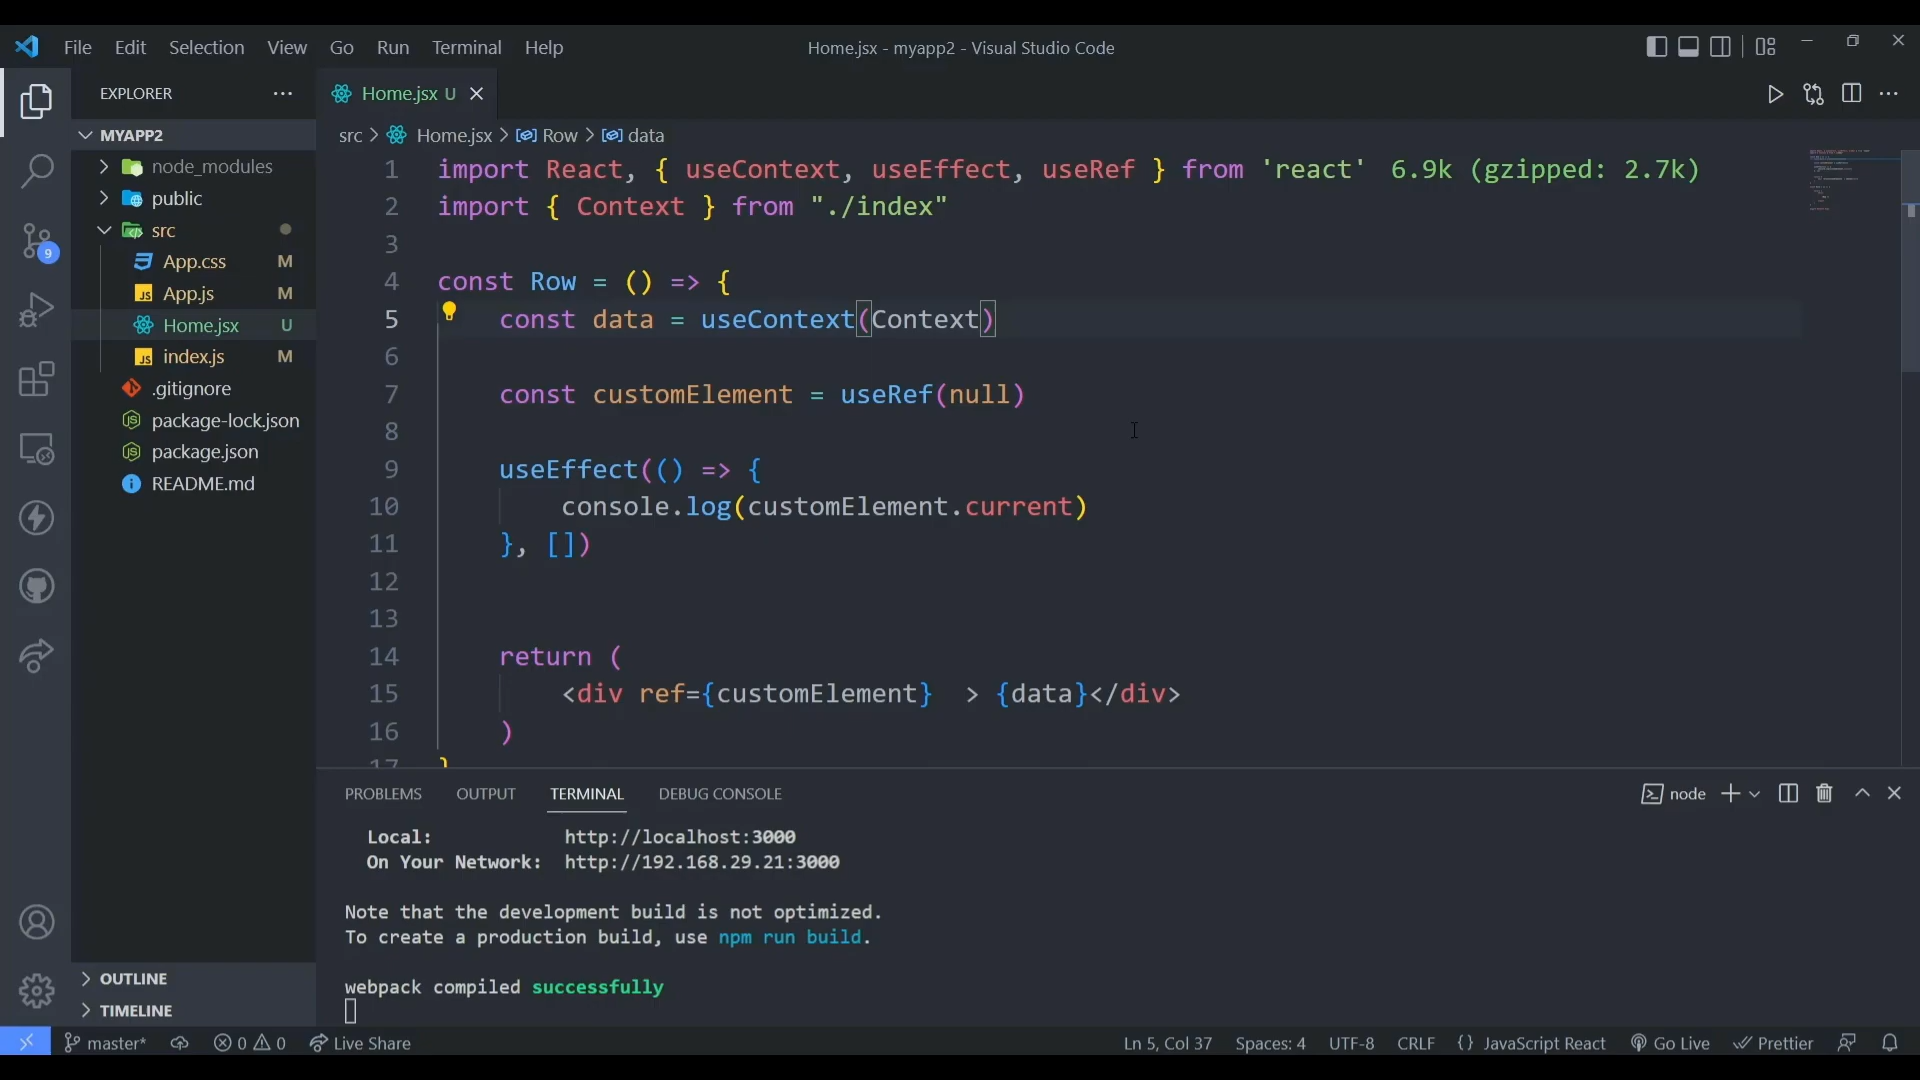 File Edit Selection View Go Run Terminal Help
Home.jsx - myapp2 - Visual Studio Code
EXPLORER
MYAPP2
node_modules
public
src
App.css M
App.js M
Home.jsx U
index.js M
.gitignore
package-lock.json
package.json
README.md
OUTLINE
TIMELINE
9
Home.jsx U
src > Home.jsx > Row > data
1 import React, { useContext, useEffect, useRef } from 'react' 6.9k (gzipped: 2.7k)
2 import { Context } from "./index"
3
4 const Row = () => {
5 const data = useContext(Context)
6
7 const customElement = useRef(null)
8
9 useEffect(() => {
10 console.log(customElement.current)
11 }, [])
12
13
14 return (
15 <div ref={customElement} > {data}</div>
16 )
17 }
PROBLEMS OUTPUT TERMINAL DEBUG CONSOLE
node
Local: http://localhost:3000
On Your Network: http://192.168.29.21:3000
Note that the development build is not optimized.
To create a production build, use npm run build.
webpack compiled successfully
master* 0 0 Live Share Ln 5, Col 37 Spaces: 4 UTF-8 CRLF {} JavaScript React Go Live Prettier